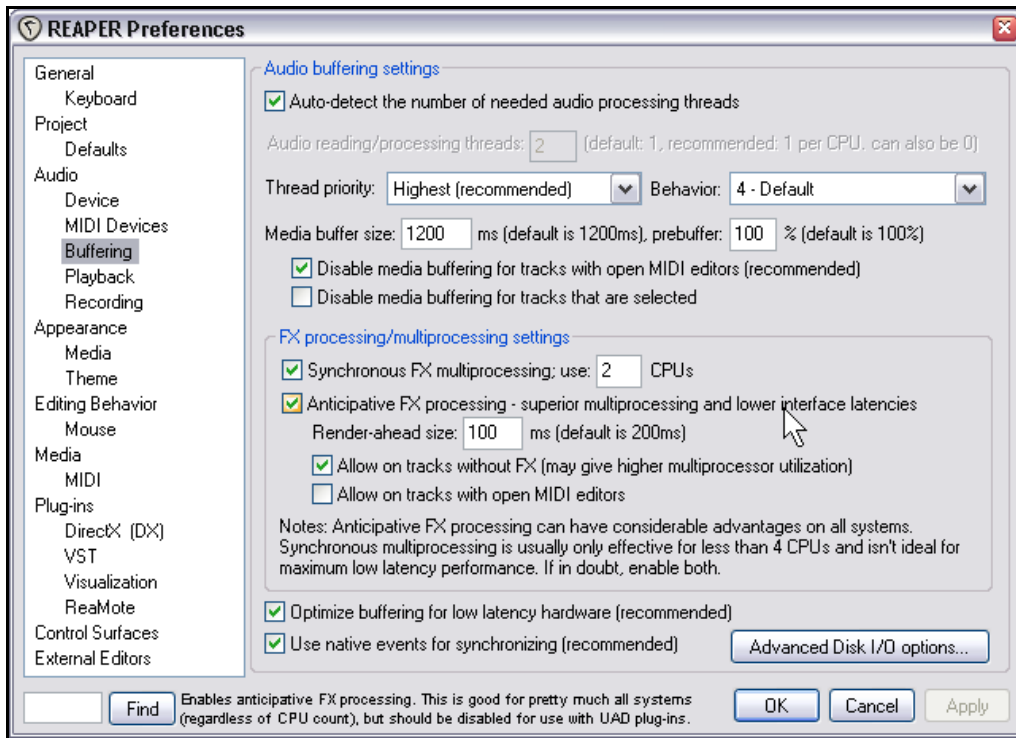 REAPER Preferences
General
Keyboard
Project
Defaults
Audio
Device
MIDI Devices
Buffering
Playback
Recording
Appearance
Media
Theme
Editing Behavior
Mouse
Media
MIDI
Plug-ins
DirectX (DX)
VST
Visualization
ReaMote
Control Surfaces
External Editors
Audio buffering settings
Auto-detect the number of needed audio processing threads
Audio reading/processing threads: 2 (default: 1, recommended: 1 per CPU. can also be 0)
Thread priority: Highest (recommended) Behavior: 4 - Default
Media buffer size: 1200 ms (default is 1200ms), prebuffer: 100 % (default is 100%)
Disable media buffering for tracks with open MIDI editors (recommended)
Disable media buffering for tracks that are selected
FX processing/multiprocessing settings
Synchronous FX multiprocessing; use: 2 CPUs
Anticipative FX processing - superior multiprocessing and lower interface latencies
Render-ahead size: 100 ms (default is 200ms)
Allow on tracks without FX (may give higher multiprocessor utilization)
Allow on tracks with open MIDI editors
Notes: Anticipative FX processing can have considerable advantages on all systems.
Synchronous multiprocessing is usually only effective for less than 4 CPUs and isn't ideal for
maximum low latency performance. If in doubt, enable both.
Optimize buffering for low latency hardware (recommended)
Use native events for synchronizing (recommended)
Advanced Disk I/O options...
Find
Enables anticipative FX processing. This is good for pretty much all systems
(regardless of CPU count), but should be disabled for use with UAD plug-ins.
OK
Cancel
Apply